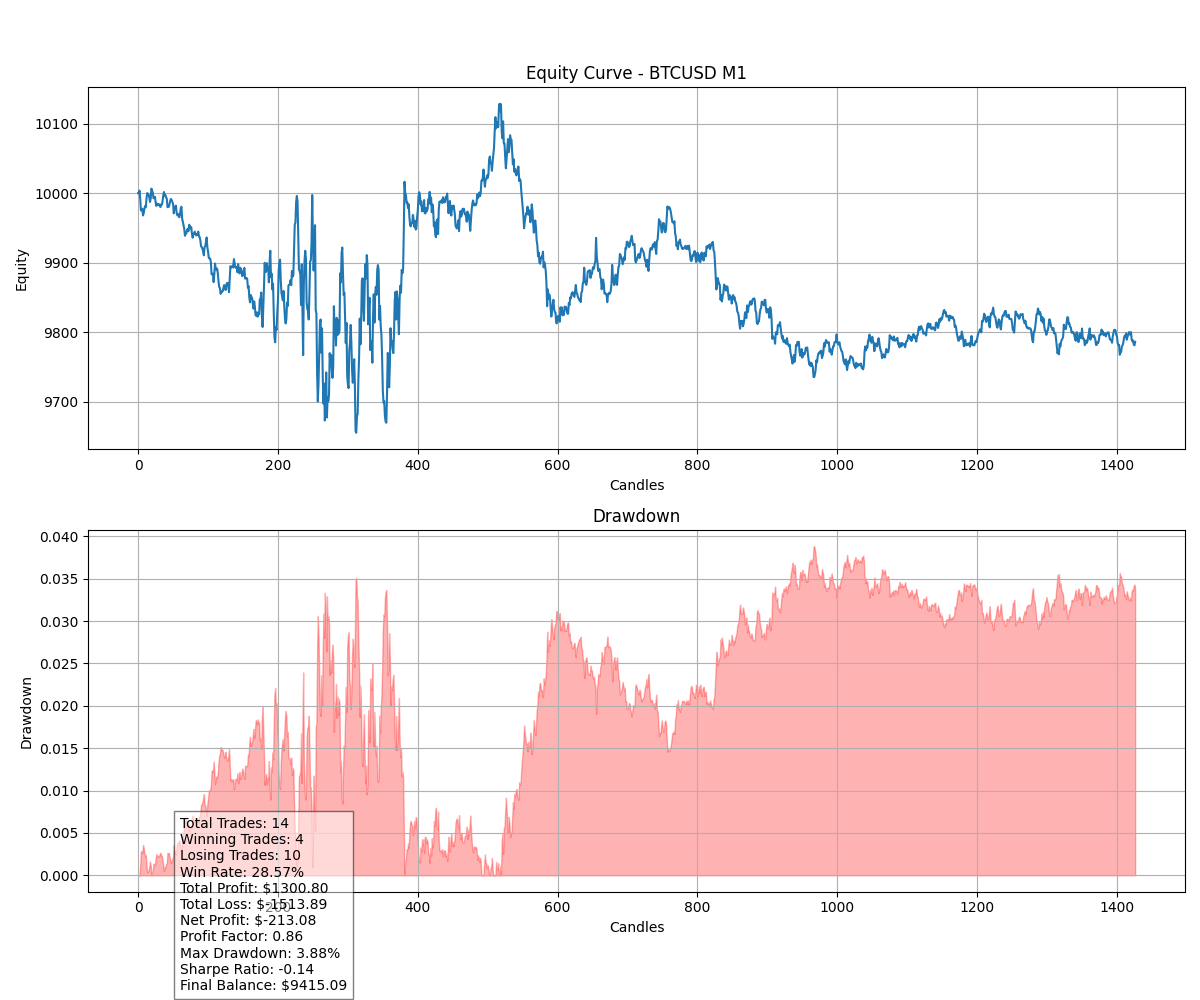 Equity Curve - BTCUSD M1
Equity
10100
10000
9900
9800
9700
0 200 400 600 800 1000 1200 1400
Candles
Drawdown
Drawdown
0.040
0.035
0.030
0.025
0.020
0.015
0.010
0.005
0.000
0 200 400 600 800 1000 1200 1400
Candles
Total Trades: 14
Winning Trades: 4
Losing Trades: 10
Win Rate: 28.57%
Total Profit: $1300.80
Total Loss: $-1513.89
Net Profit: $-213.08
Profit Factor: 0.86
Max Drawdown: 3.88%
Sharpe Ratio: -0.14
Final Balance: $9415.09